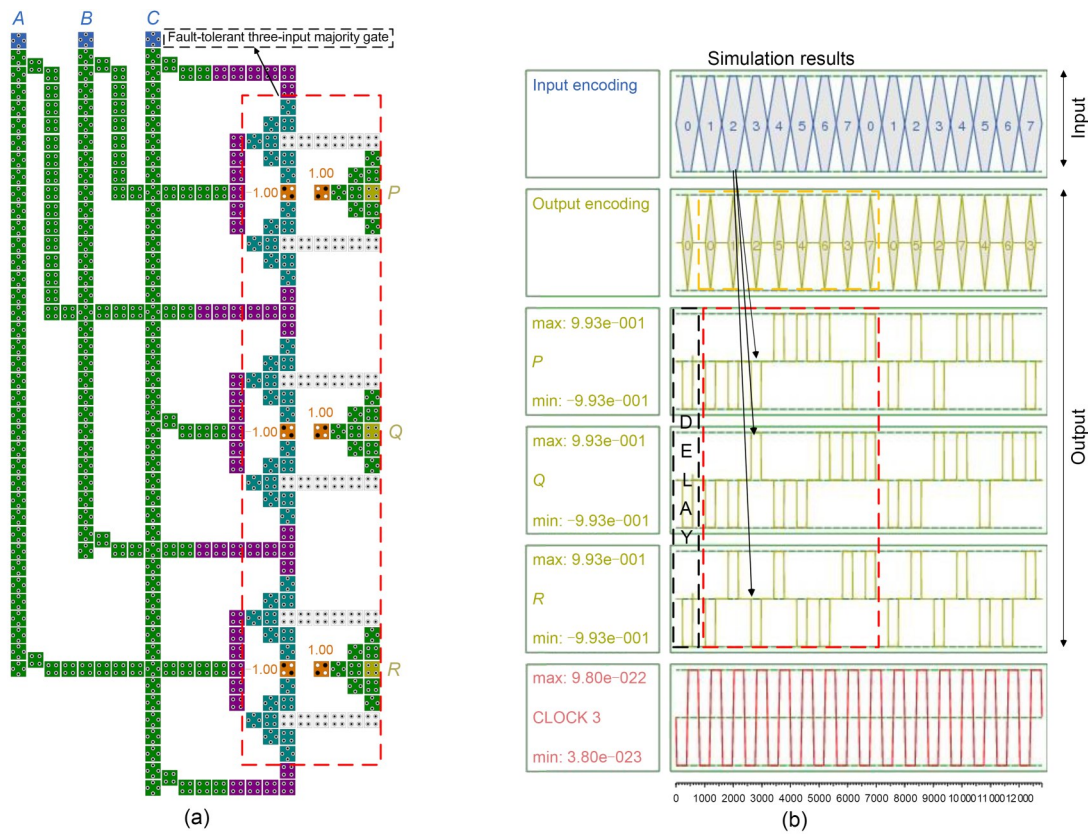 A B C
Fault-tolerant three-input majority gate
1.00
-1.00
P
1.00
-1.00
Q
1.00
-1.00
R
(a)
Simulation results
Input encoding
0 1 2 3 4 5 6 7 0 1 2 3 4 5 6 7
Input
Output encoding
0 0 1 2 5 4 6 3 7 0 5 2 7 4 6 3
Output
max: 9.93e-001
P
min: -9.93e-001
max: 9.93e-001
Q
min: -9.93e-001
max: 9.93e-001
R
min: -9.93e-001
DELAY
max: 9.80e-022
CLOCK 3
min: 3.80e-023
0 1000 2000 3000 4000 5000 6000 7000 8000 9000 10000 11000 12000
(b)